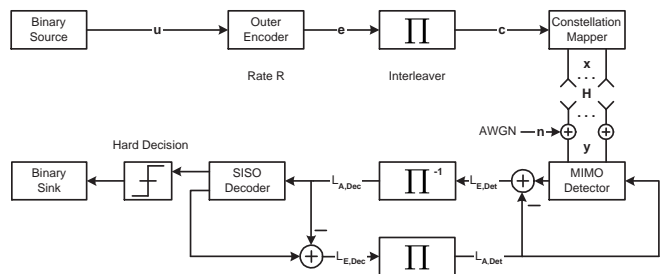 Binary
Source
u
Outer
Encoder
e
∏
c
Constellation
Mapper
Rate R
Interleaver
x
...
H
...
AWGN
n
+
+
y
Hard Decision
Binary
Sink
SISO
Decoder
L_A,Dec
∏⁻¹
L_E,Det
+
MIMO
Detector
−
−
+
L_E,Dec
∏
L_A,Det